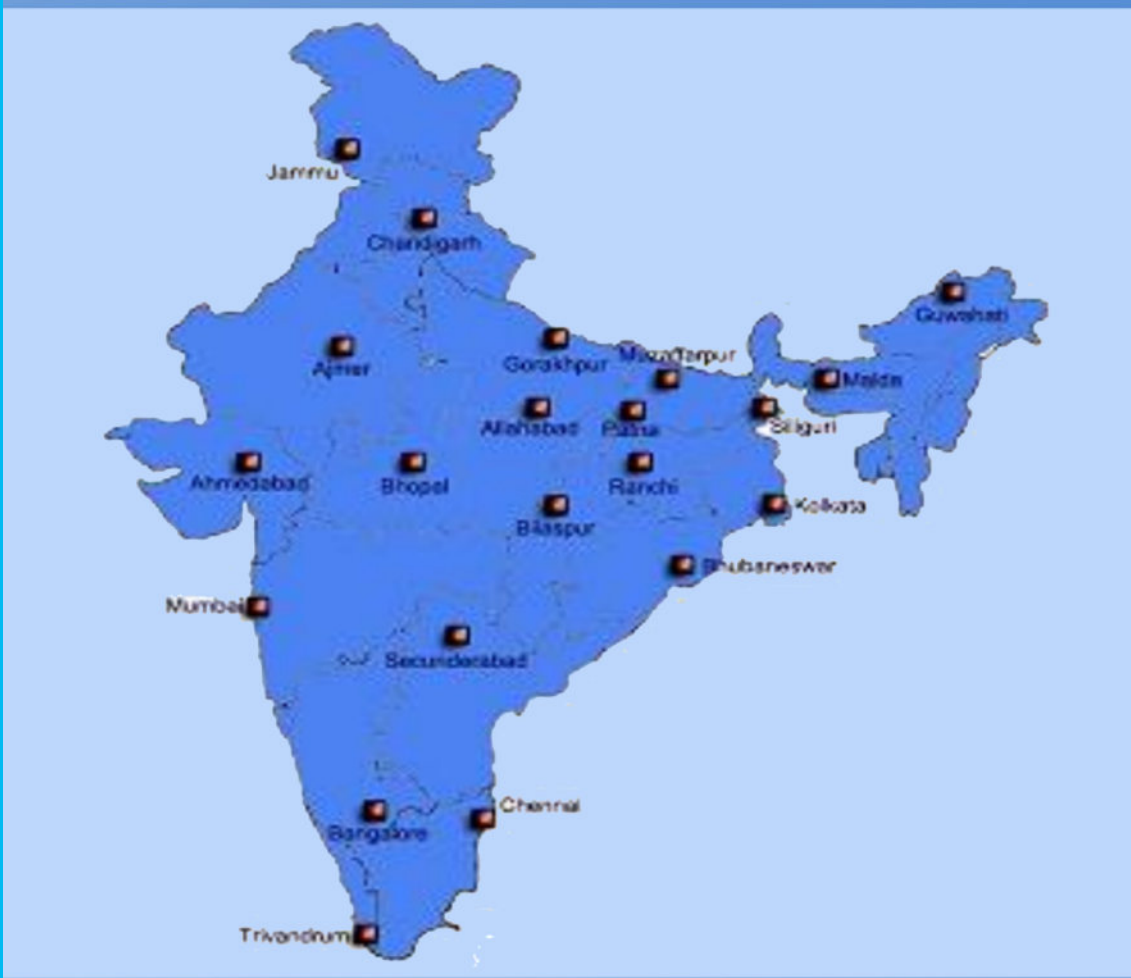 Jammu
Chandigarh
Guwahati
Ajmer
Gorakhpur
Muzaffarpur
Malda
Allahabad
Patna
Siliguri
Ahmedabad
Bhopal
Ranchi
Bilaspur
Kolkata
Bhubaneswar
Mumbai
Secunderabad
Chennai
Bangalore
Trivandrum